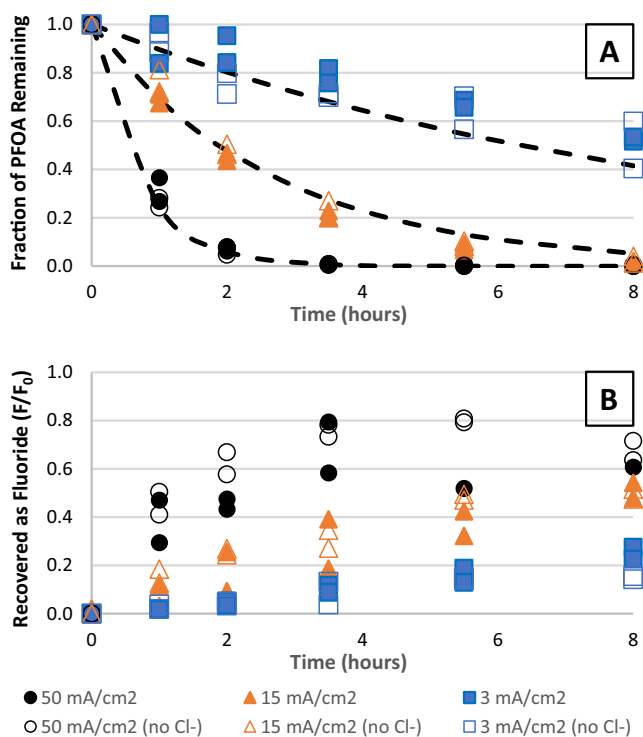 Fraction of PFOA Remaining
A
1.0
0.8
0.6
0.4
0.2
0.0
0 2 4 6 8
Time (hours)
Recovered as Fluoride (F/F0)
B
1.0
0.8
0.6
0.4
0.2
0.0
0 2 4 6 8
Time (hours)
50 mA/cm2 15 mA/cm2 3 mA/cm2
50 mA/cm2 (no Cl-) 15 mA/cm2 (no Cl-) 3 mA/cm2 (no Cl-)